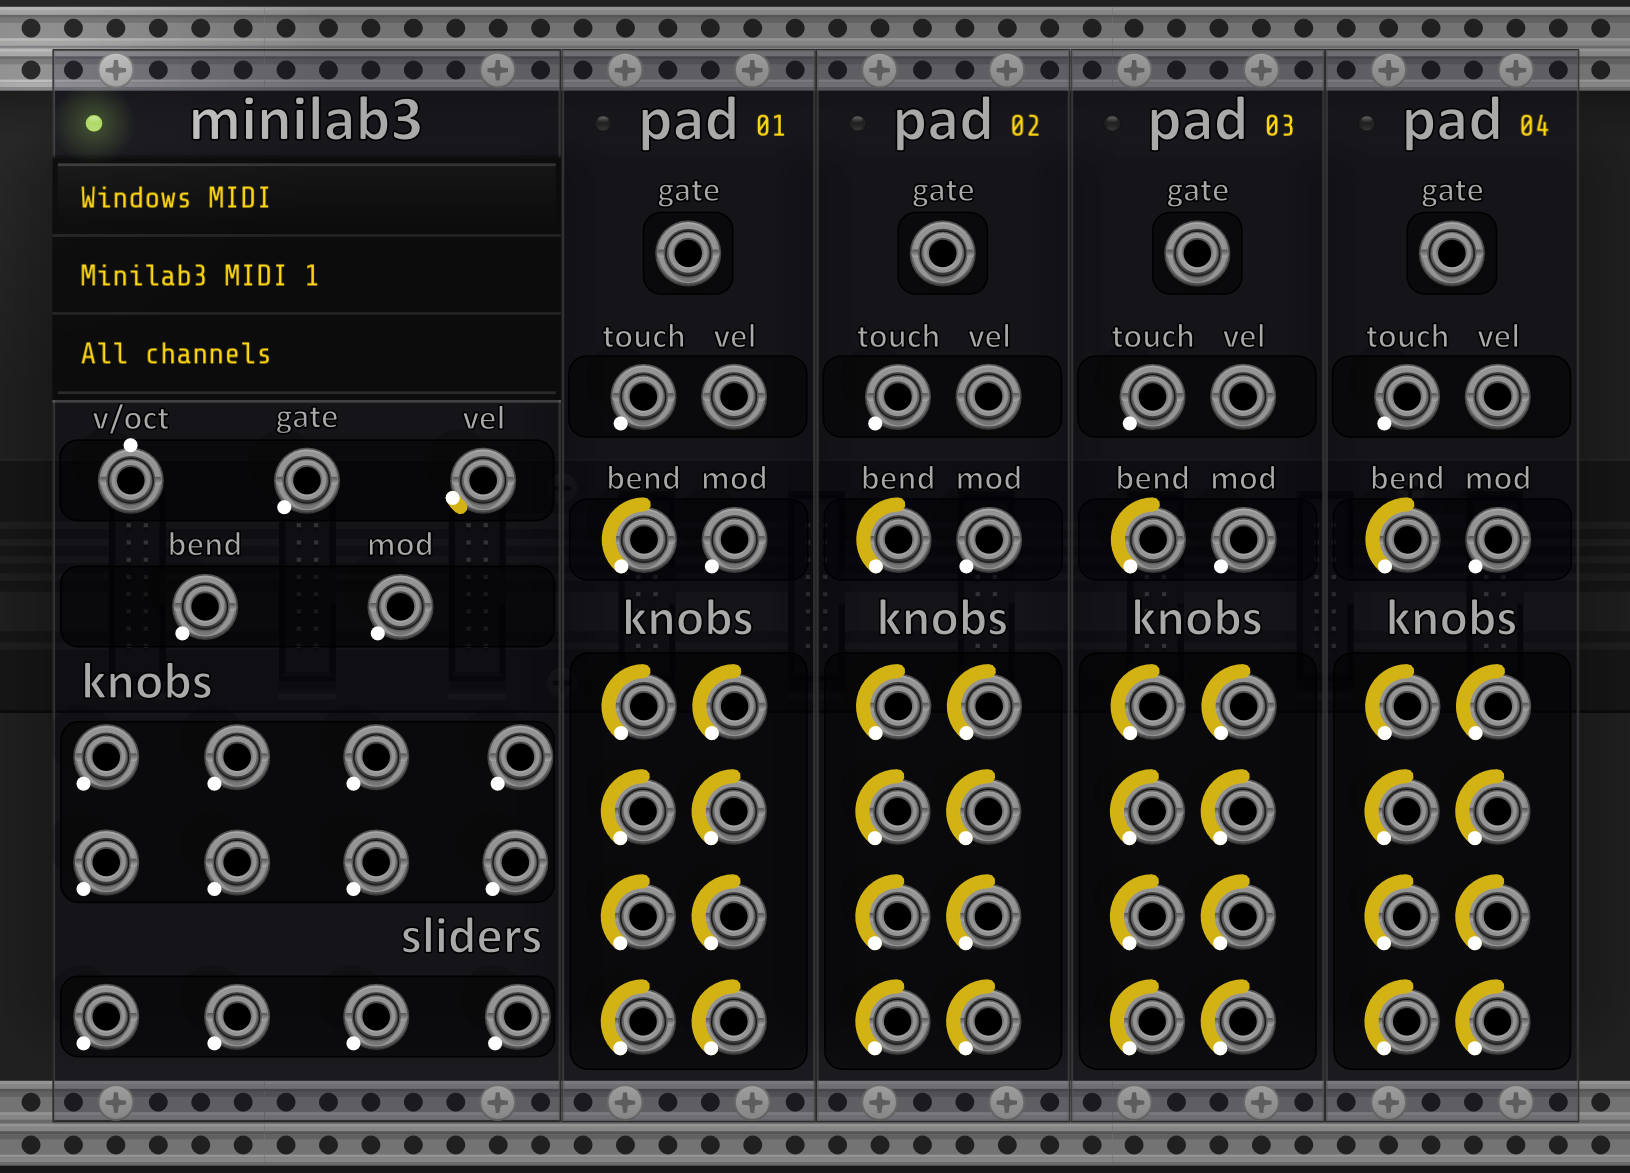 minilab3
Windows MIDI
Minilab3 MIDI 1
All channels
v/oct gate vel
bend mod
knobs
sliders
pad 01
gate
touch vel
bend mod
knobs
pad 02
gate
touch vel
bend mod
knobs
pad 03
gate
touch vel
bend mod
knobs
pad 04
gate
touch vel
bend mod
knobs